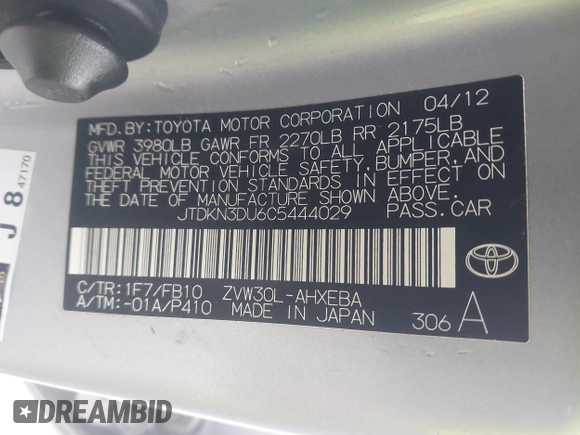 MFD. BY: TOYOTA MOTOR CORPORATION 04/12
GVWR 3980LB GAWR FR 2270LB RR 2175LB
THIS VEHICLE CONFORMS TO ALL APPLICABLE
FEDERAL MOTOR VEHICLE SAFETY, BUMPER, AND
THEFT PREVENTION STANDARDS IN EFFECT ON
THE DATE OF MANUFACTURE SHOWN ABOVE.
JTDKN3DU6C5444029 PASS. CAR
C/TR: 1F7/FB10 ZVW30L-AHXEBA
A/TM: -01A/P410 MADE IN JAPAN 306 A
J 8 47170
DREAMBID